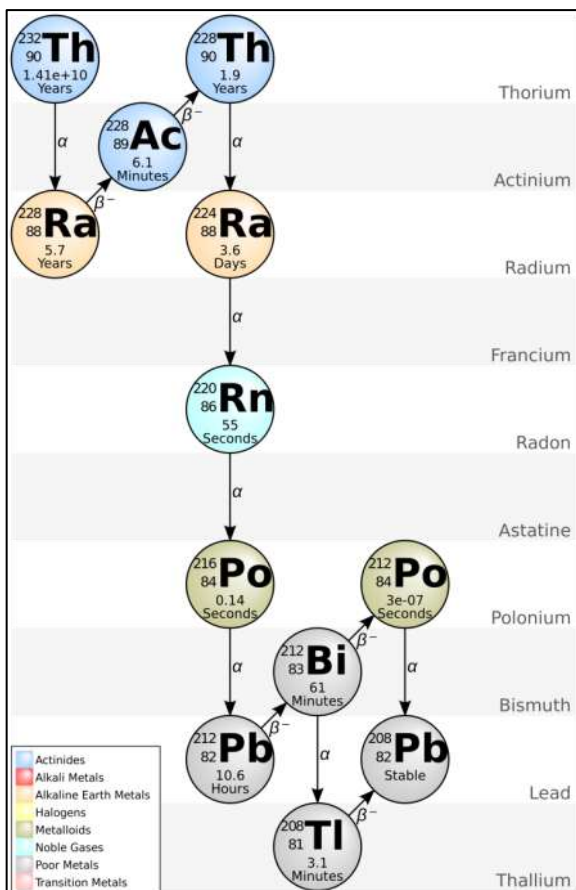 232
90
Th
1.41e+10
Years
228
90
Th
1.9
Years
Thorium
α
β⁻
228
89
Ac
6.1
Minutes
β⁻
α
Actinium
228
88
Ra
5.7
Years
224
88
Ra
3.6
Days
Radium
α
Francium
220
86
Rn
55
Seconds
Radon
α
Astatine
216
84
Po
0.14
Seconds
212
84
Po
3e-07
Seconds
Polonium
α
β⁻
212
83
Bi
61
Minutes
β⁻
α
Bismuth
212
82
Pb
10.6
Hours
α
208
82
Pb
Stable
Lead
208
81
Tl
3.1
Minutes
β⁻
Thallium
Actinides
Alkali Metals
Alkaline Earth Metals
Halogens
Metalloids
Noble Gases
Poor Metals
Transition Metals